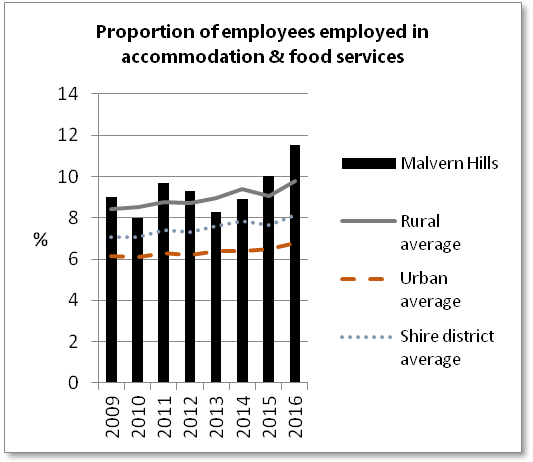 Proportion of employees employed in
accommodation & food services
14
12
10
8
6
4
2
0
%
2009
2010
2011
2012
2013
2014
2015
2016
Malvern Hills
Rural
average
Urban
average
Shire district
average